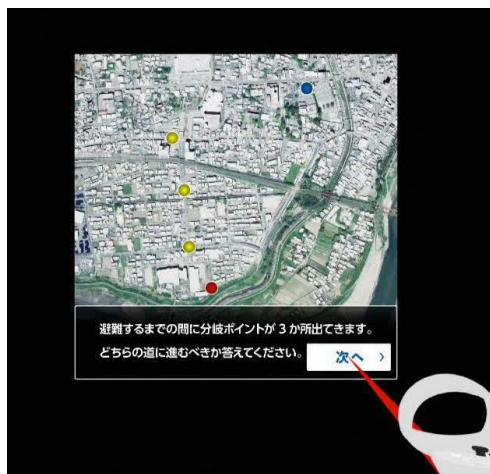 避難するまでの間に分岐ポイントが3か所出てきます。
どちらの道に進むべきか答えてください。
次へ